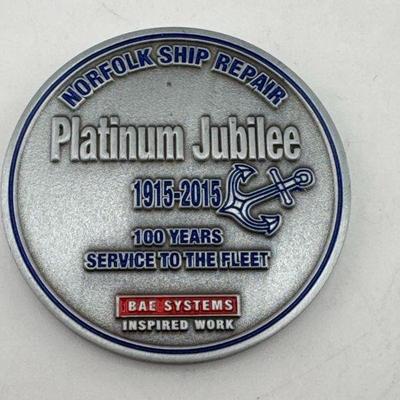 NORFOLK SHIP REPAIR
Platinum Jubilee
1915-2015
100 YEARS
SERVICE TO THE FLEET
BAE SYSTEMS
INSPIRED WORK